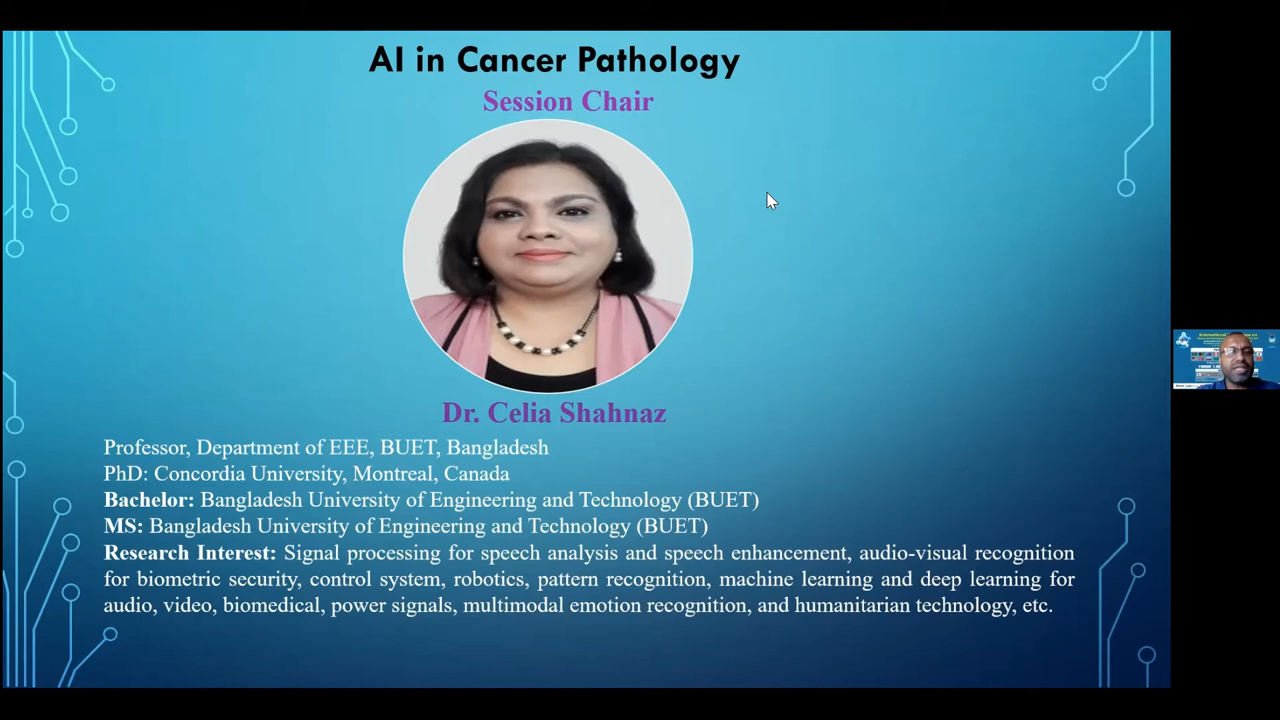 AI in Cancer Pathology
Session Chair
Dr. Celia Shahnaz
Professor, Department of EEE, BUET, Bangladesh
PhD: Concordia University, Montreal, Canada
Bachelor: Bangladesh University of Engineering and Technology (BUET)
MS: Bangladesh University of Engineering and Technology (BUET)
Research Interest: Signal processing for speech analysis and speech enhancement, audio-visual recognition
for biometric security, control system, robotics, pattern recognition, machine learning and deep learning for
audio, video, biomedical, power signals, multimodal emotion recognition, and humanitarian technology, etc.